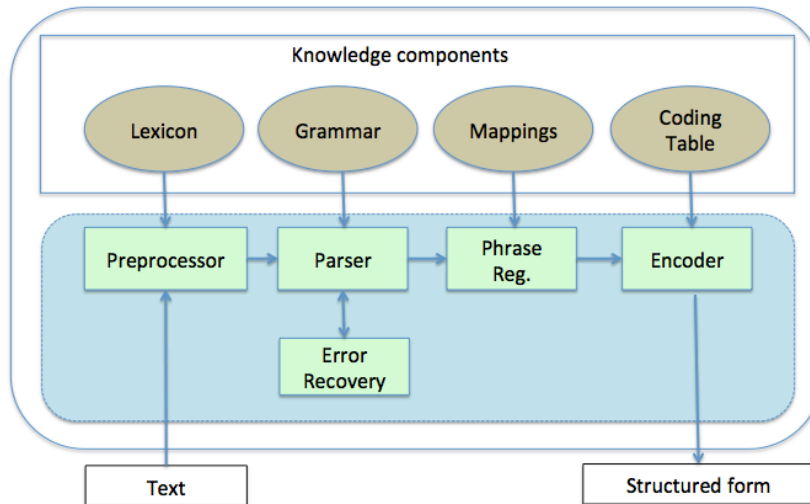 Knowledge components
Lexicon
Grammar
Mappings
Coding
Table
Preprocessor
Parser
Phrase
Reg.
Encoder
Error
Recovery
Text
Structured form